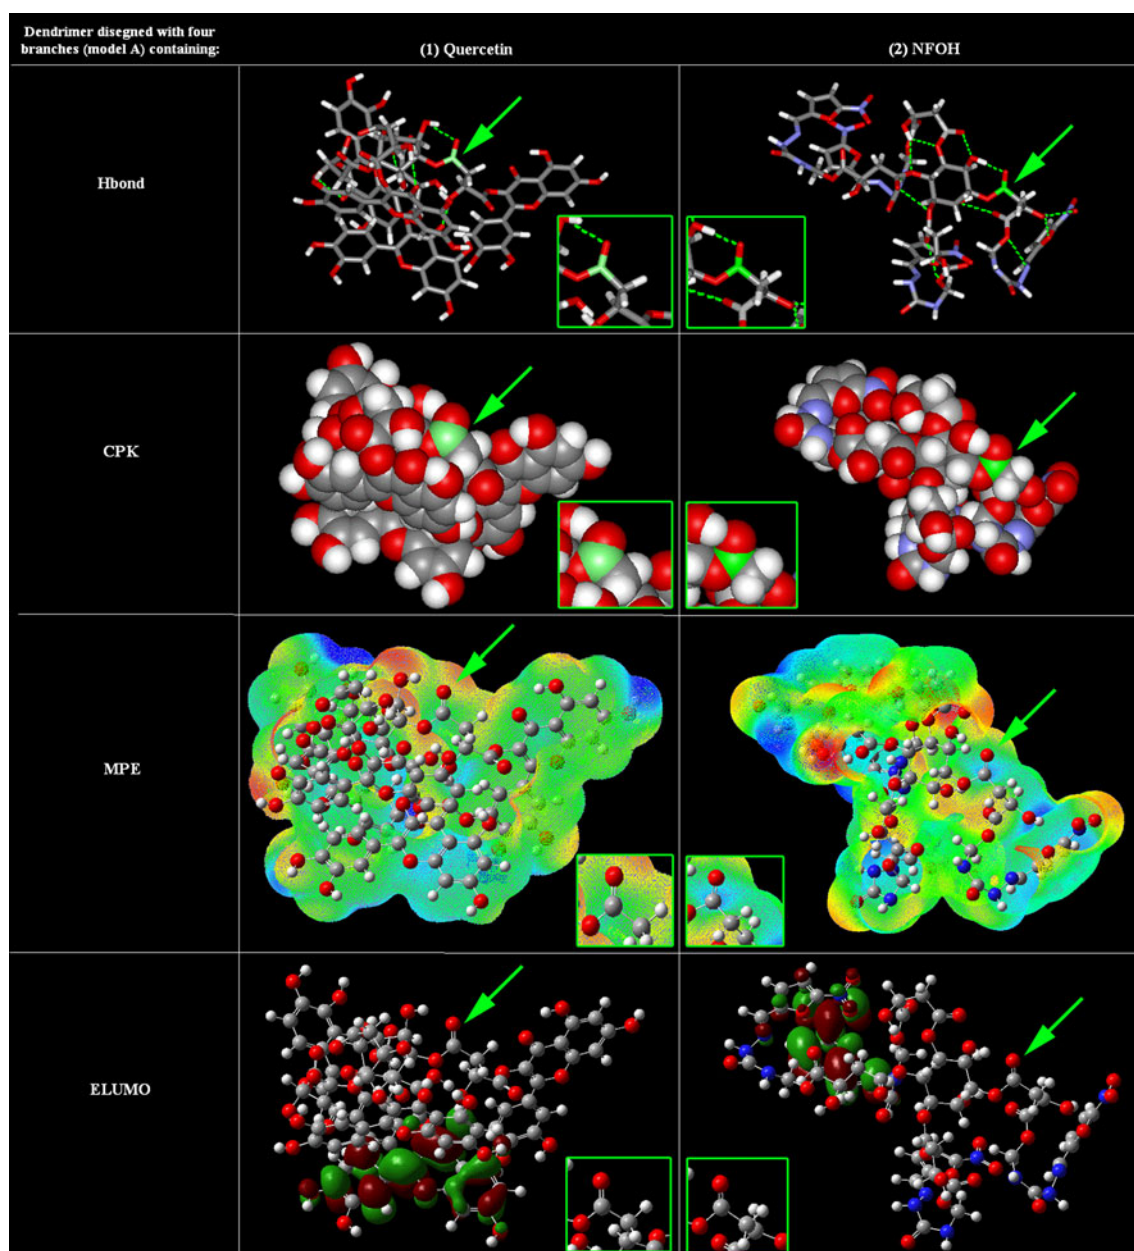 Dendrimer disegned with four
branches (model A) containing:
(1) Quercetin
(2) NFOH
Hbond
CPK
MPE
ELUMO